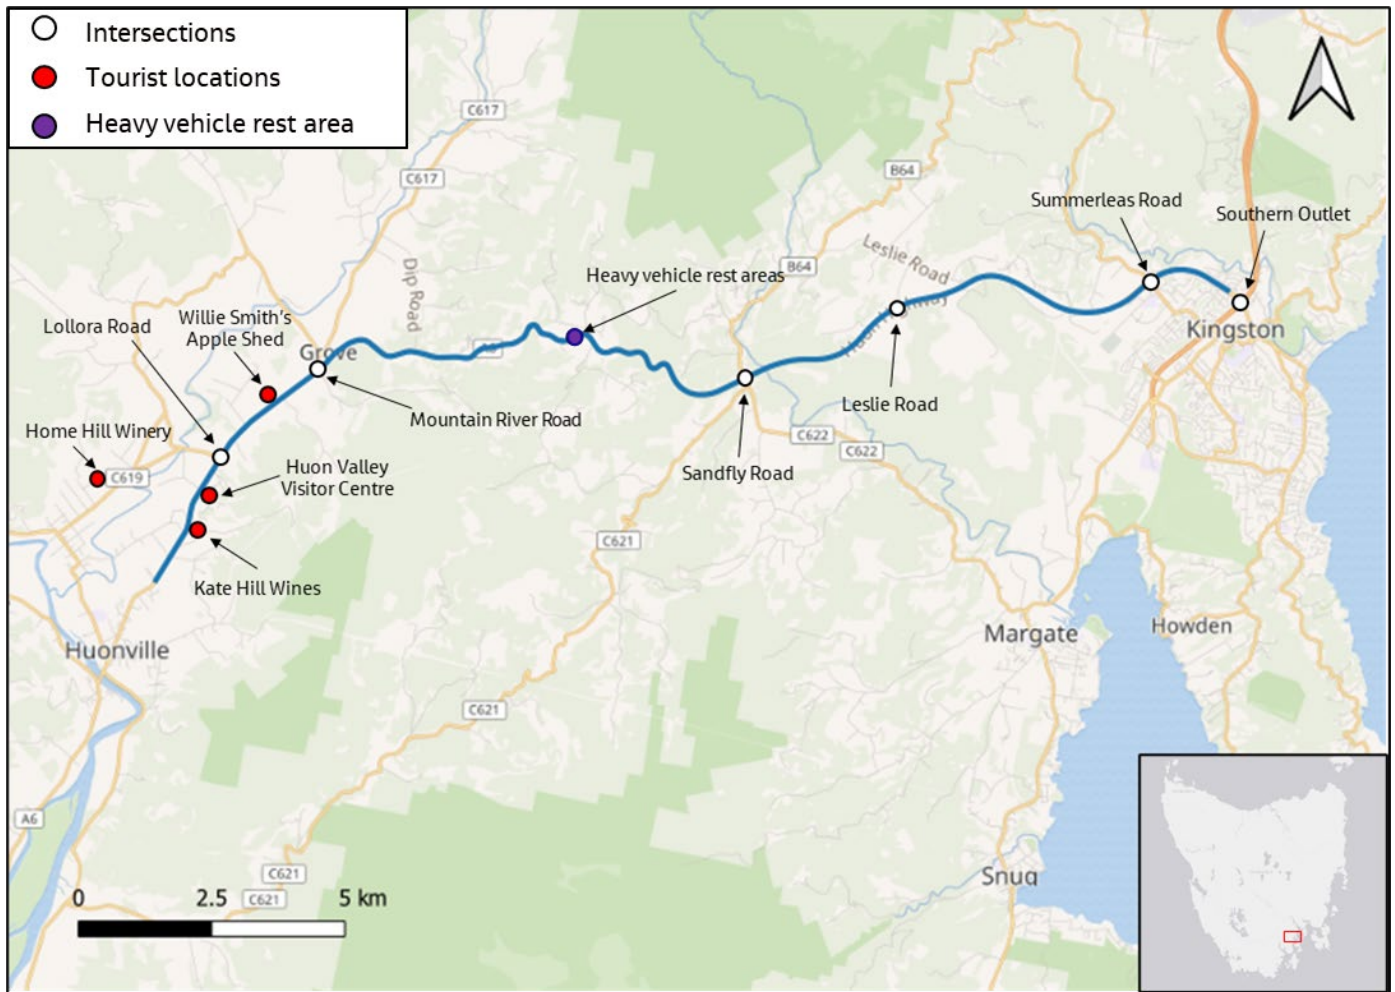 Intersections
Tourist locations
Heavy vehicle rest area
C617
C617
B64
Summerleas Road
Southern Outlet
Leslie Road
B64
Heavy vehicle rest areas
Dip Road
Willie Smith's
Apple Shed
Lollora Road
Grove
Kingston
Mountain River Road
Leslie Road
Home Hill Winery
C619
Huon Valley
Visitor Centre
C622
C622
Sandfly Road
C621
Kate Hill Wines
Margate
Howden
Huonville
C621
A6
C621
C621
Snug
0 2.5 5 km